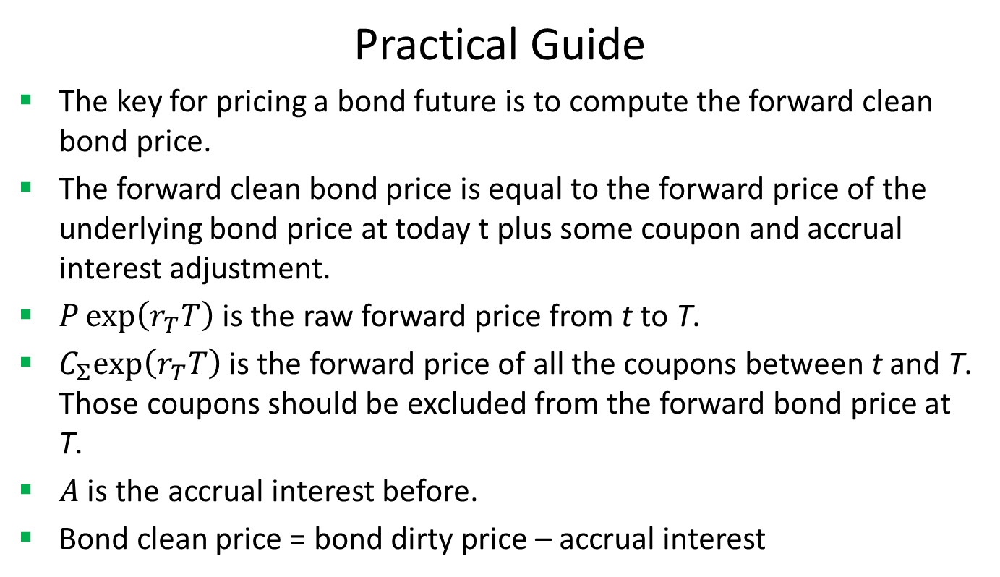 Practical Guide
▪ The key for pricing a bond future is to compute the forward clean
bond price.
▪ The forward clean bond price is equal to the forward price of the
underlying bond price at today t plus some coupon and accrual
interest adjustment.
▪ P exp(r_T T) is the raw forward price from t to T.
▪ C_Σ exp(r_T T) is the forward price of all the coupons between t and T.
Those coupons should be excluded from the forward bond price at
T.
▪ A is the accrual interest before.
▪ Bond clean price = bond dirty price – accrual interest